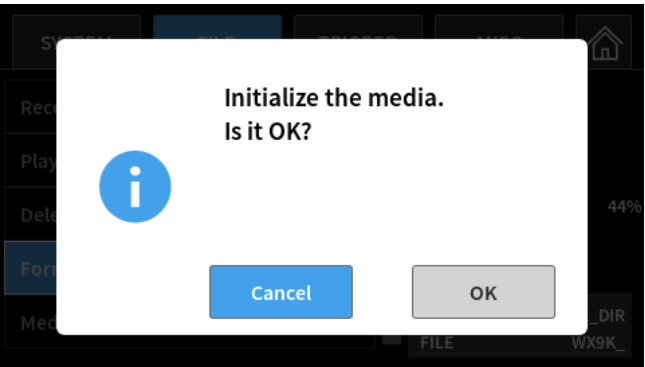 Initialize the media.
Is it OK?
44%
Cancel
OK
_DIR
FILE
WX9K_